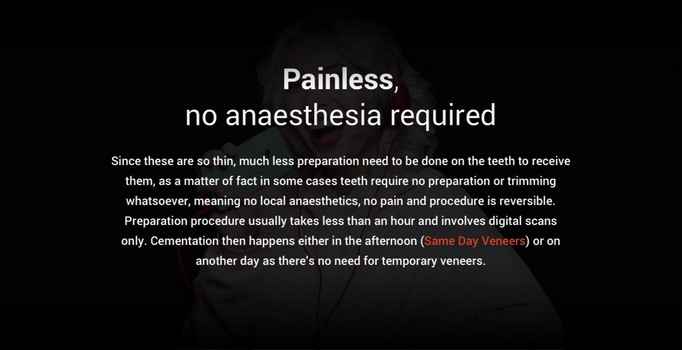 Painless,
no anaesthesia required
Since these are so thin, much less preparation need to be done on the teeth to receive
them, as a matter of fact in some cases teeth require no preparation or trimming
whatsoever, meaning no local anaesthetics, no pain and procedure is reversible.
Preparation procedure usually takes less than an hour and involves digital scans
only. Cementation then happens either in the afternoon (Same Day Veneers) or on
another day as there's no need for temporary veneers.